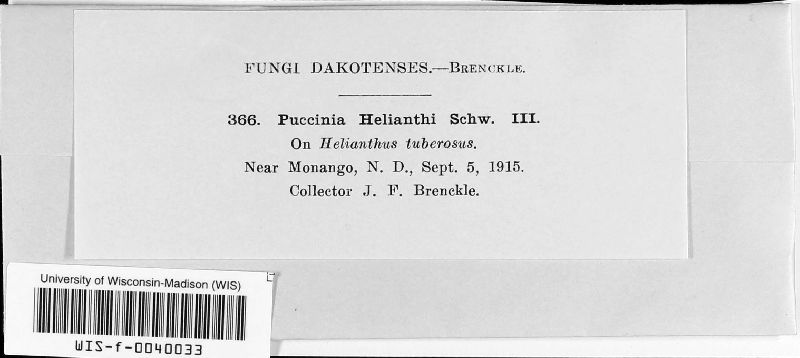 FUNGI DAKOTENSES.—BRENCKLE.
366. Puccinia Helianthi Schw. III.
On Helianthus tuberosus.
Near Monango, N. D., Sept. 5, 1915.
Collector J. F. Brenckle.
University of Wisconsin-Madison (WIS)
WIS-f-0040033